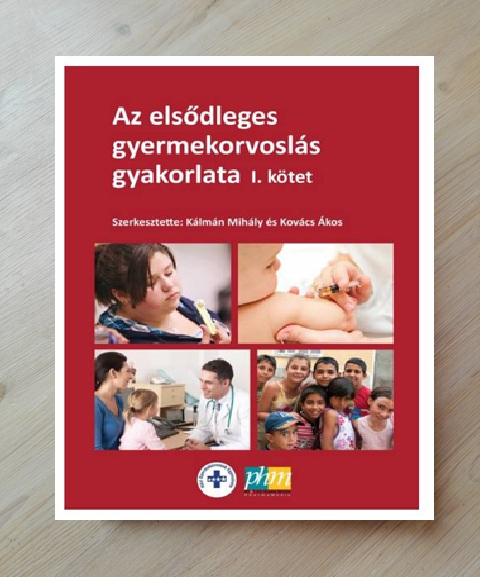 Az elsődleges
gyermekorvoslás
gyakorlata I. kötet
Szerkesztette: Kálmán Mihály és Kovács Ákos
phm